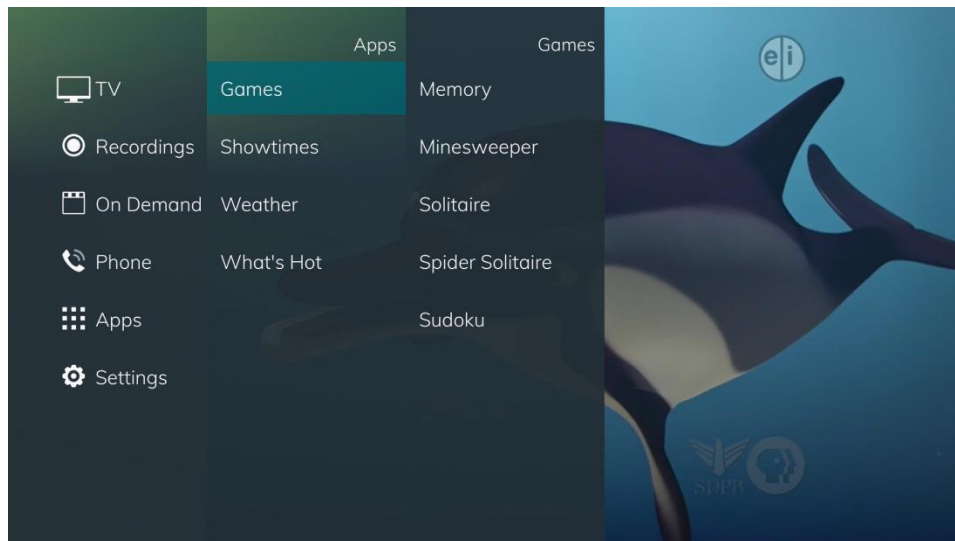 Apps
Games
TV
Recordings
On Demand
Phone
Apps
Settings
Games
Showtimes
Weather
What's Hot
Memory
Minesweeper
Solitaire
Spider Solitaire
Sudoku
e i
SDPB